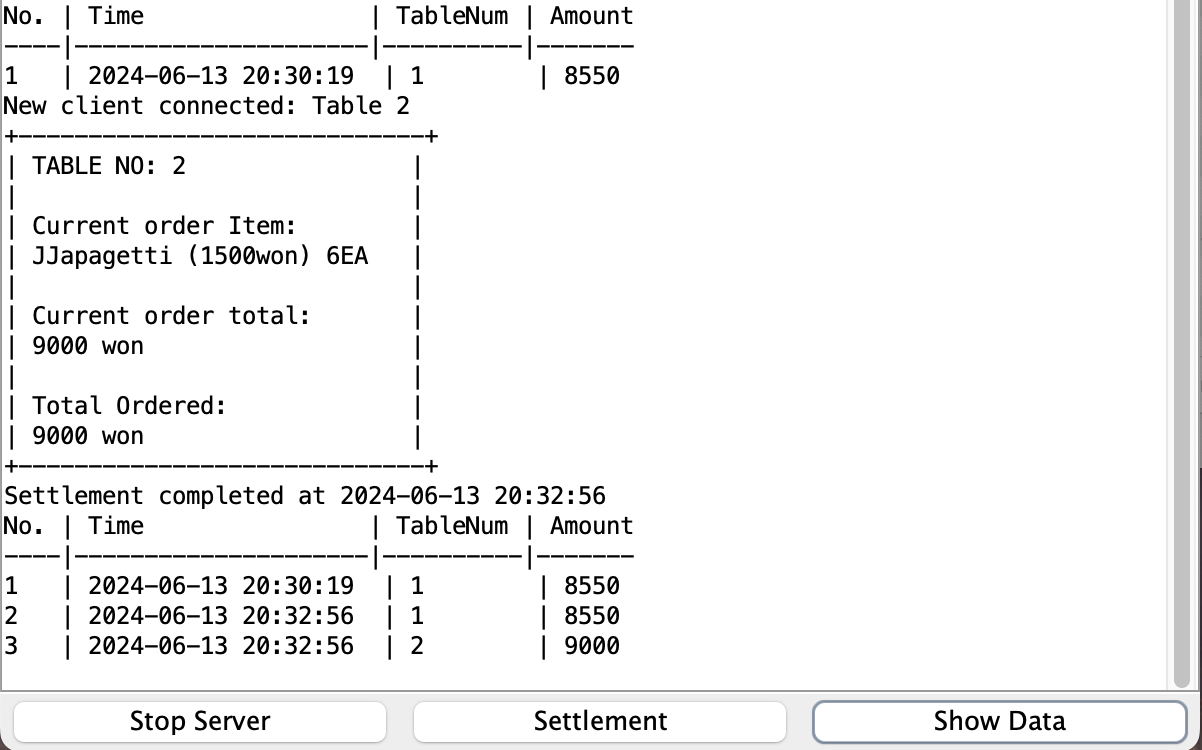 No. | Time                | TableNum | Amount
----|---------------------|----------|-------
1   | 2024-06-13 20:30:19  | 1        | 8550
New client connected: Table 2
+-----------------------------+
| TABLE NO: 2                |
|                            |
| Current order Item:        |
| JJapagetti (1500won) 6EA   |
|                            |
| Current order total:       |
| 9000 won                   |
|                            |
| Total Ordered:             |
| 9000 won                   |
+-----------------------------+
Settlement completed at 2024-06-13 20:32:56
No. | Time                | TableNum | Amount
----|---------------------|----------|-------
1   | 2024-06-13 20:30:19  | 1        | 8550
2   | 2024-06-13 20:32:56  | 1        | 8550
3   | 2024-06-13 20:32:56  | 2        | 9000
Stop Server
Settlement
Show Data